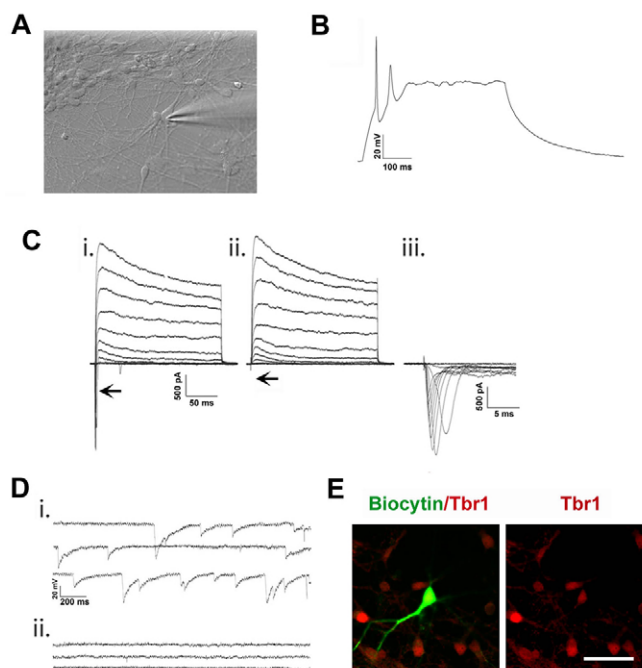 A
B
20 mV
100 ms
C
i.
ii.
iii.
500 pA
50 ms
500 pA
5 ms
D
i.
20 mV
200 ms
ii.
E
Biocytin/Tbr1
Tbr1